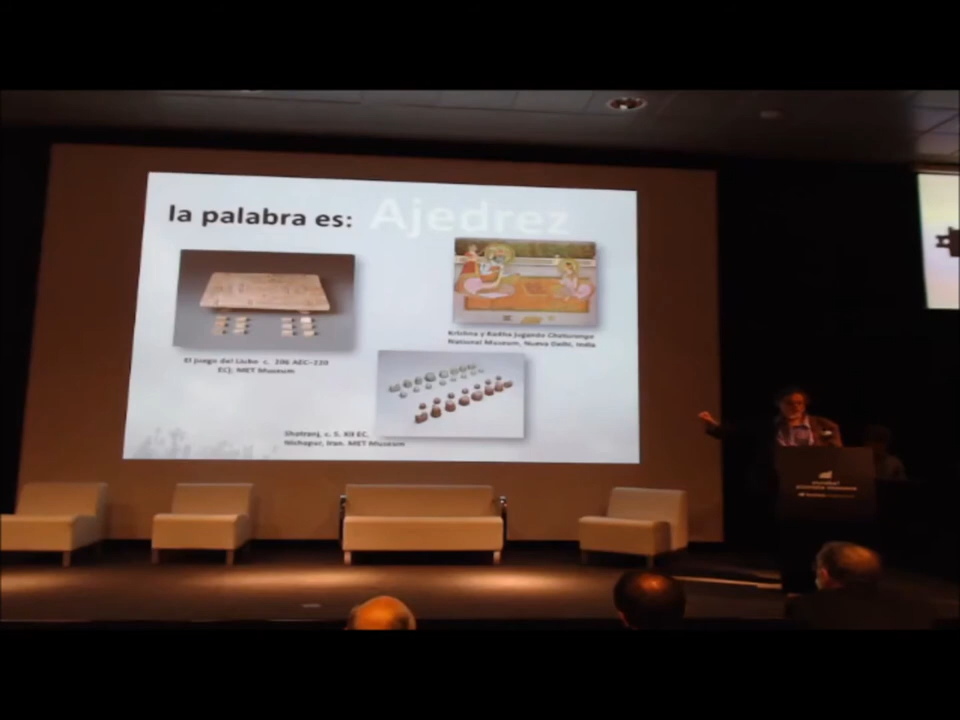 la palabra es: Ajedrez
Krishna y Radha jugando Chaturanga
National Museum, Nueva Delhi, India
El juego del Liubo c. 206 AEC-220
EC); MET Museum
Shatranj, c. S. XII EC,
Nishapur, Iran. MET Museum